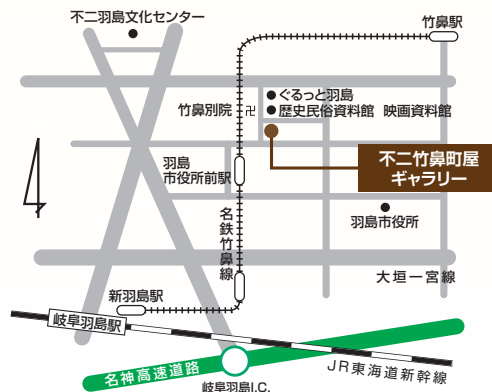 不二羽島文化センター
竹鼻駅
ぐるっと羽島
竹鼻別院
卍
歴史民俗資料館 映画資料館
不二竹鼻町屋
ギャラリー
羽島
市役所前駅
羽島市役所
名鉄竹鼻線
大垣一宮線
新羽島駅
岐阜羽島駅
名神高速道路
JR東海道新幹線
岐阜羽島I.C.